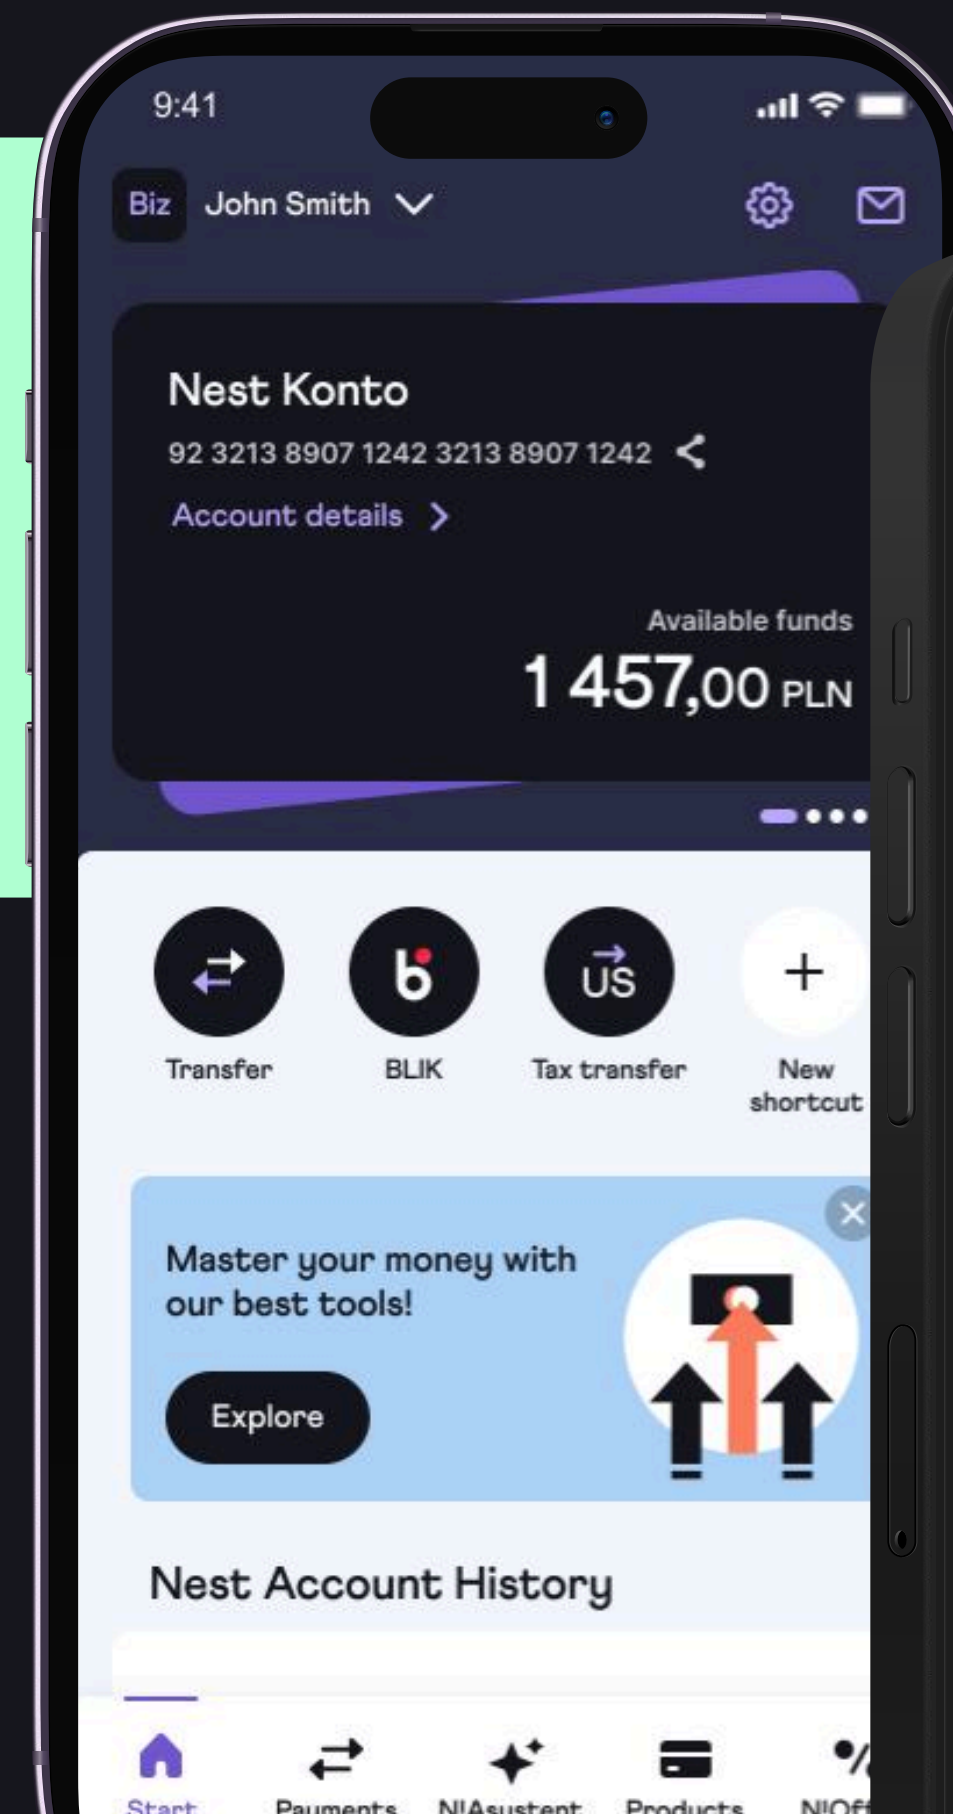 9:41
Biz John Smith
Nest Konto
92 3213 8907 1242 3213 8907 1242
Account details
Available funds
1 457,00 PLN
US
Transfer
BLIK
Tax transfer
New
shortcut
Master your money with
our best tools!
Explore
Nest Account History
Start
Payments
N!Asystent
Products